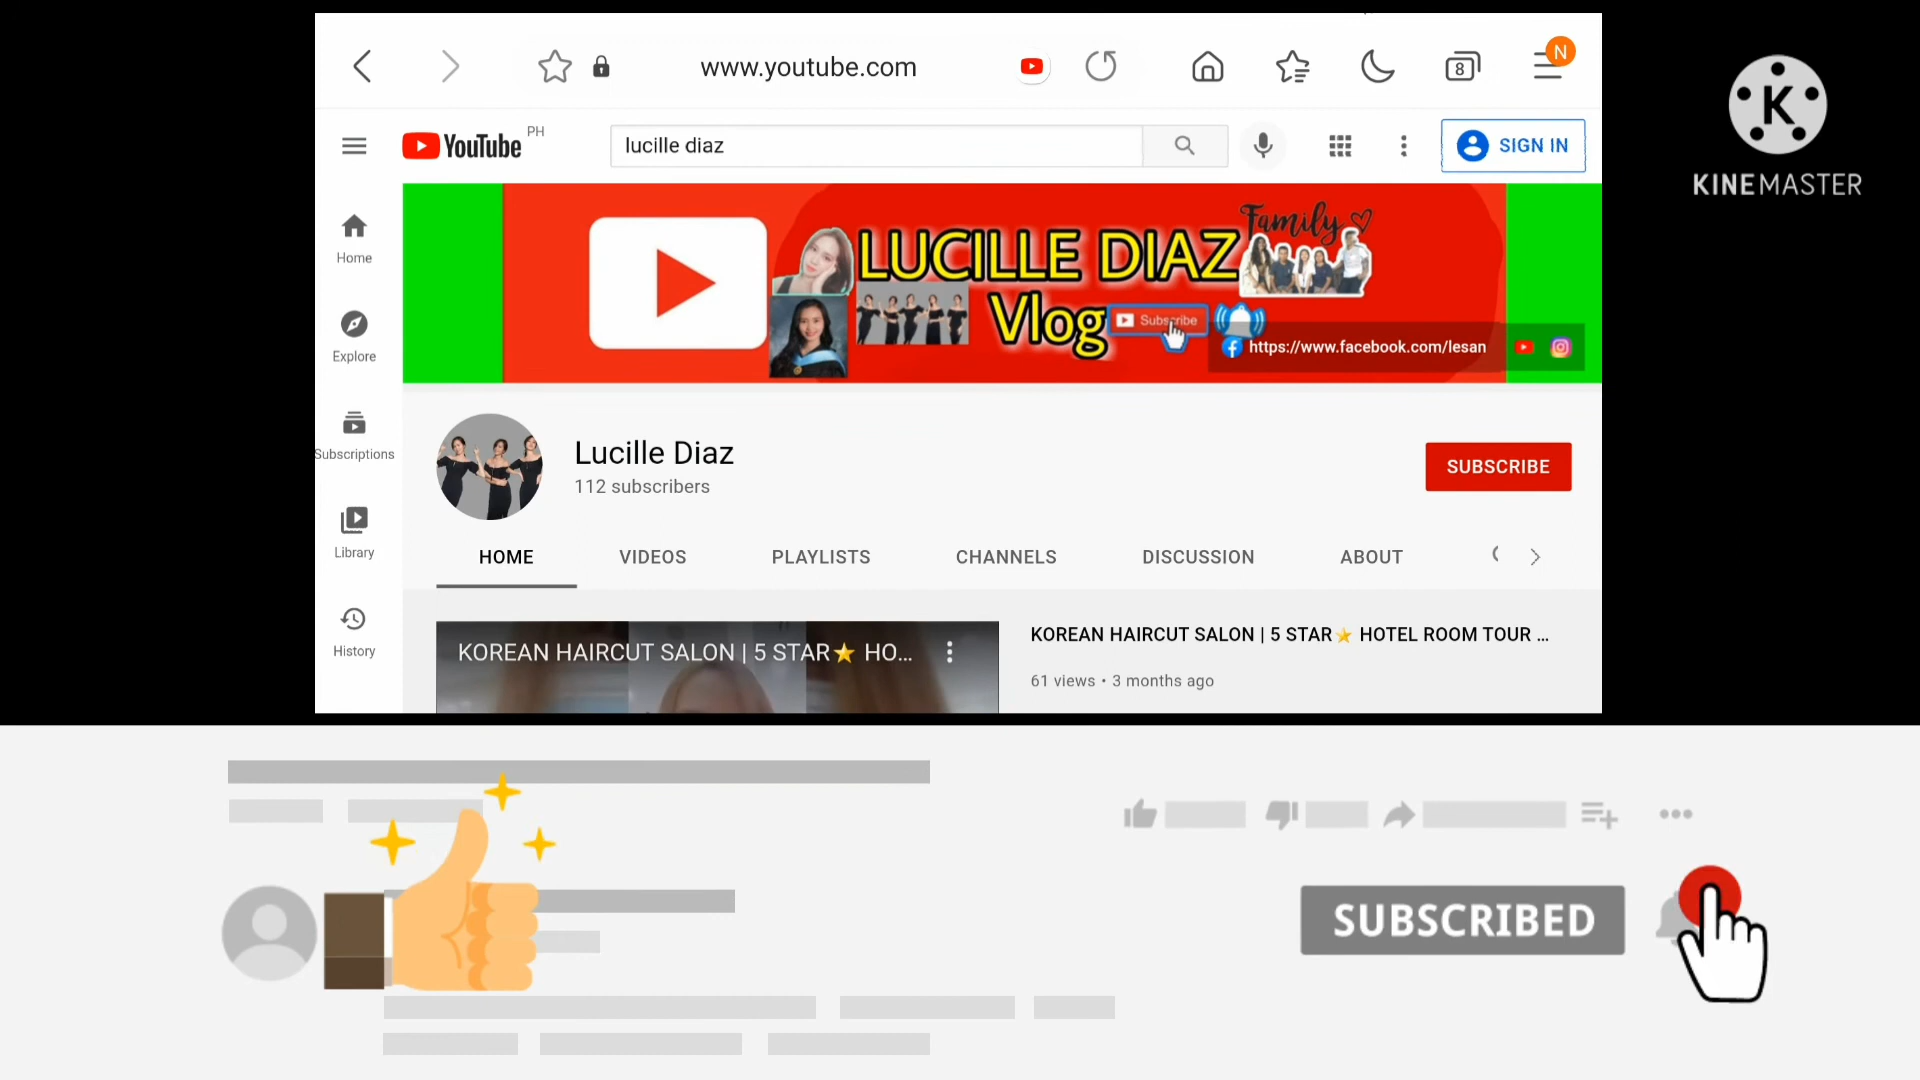 www.youtube.com
8
N
K
KINEMASTER
YouTube PH
lucille diaz
SIGN IN
Home
Explore
Subscriptions
Library
History
LUCILLE DIAZ
Vlog
Family
Subscribe
https://www.facebook.com/lesan
Lucille Diaz
112 subscribers
SUBSCRIBE
HOME VIDEOS PLAYLISTS CHANNELS DISCUSSION ABOUT
KOREAN HAIRCUT SALON | 5 STAR⭐ HO...
KOREAN HAIRCUT SALON | 5 STAR⭐ HOTEL ROOM TOUR ...
61 views • 3 months ago
SUBSCRIBED